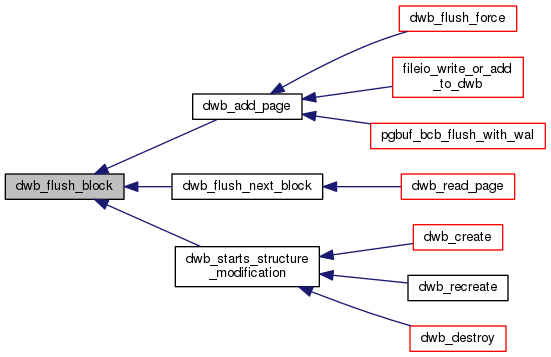 dwb_flush_force
fileio_write_or_add
_to_dwb
dwb_add_page
pgbuf_bcb_flush_with_wal
dwb_flush_block
dwb_flush_next_block
dwb_read_page
dwb_starts_structure
_modification
dwb_create
dwb_recreate
dwb_destroy